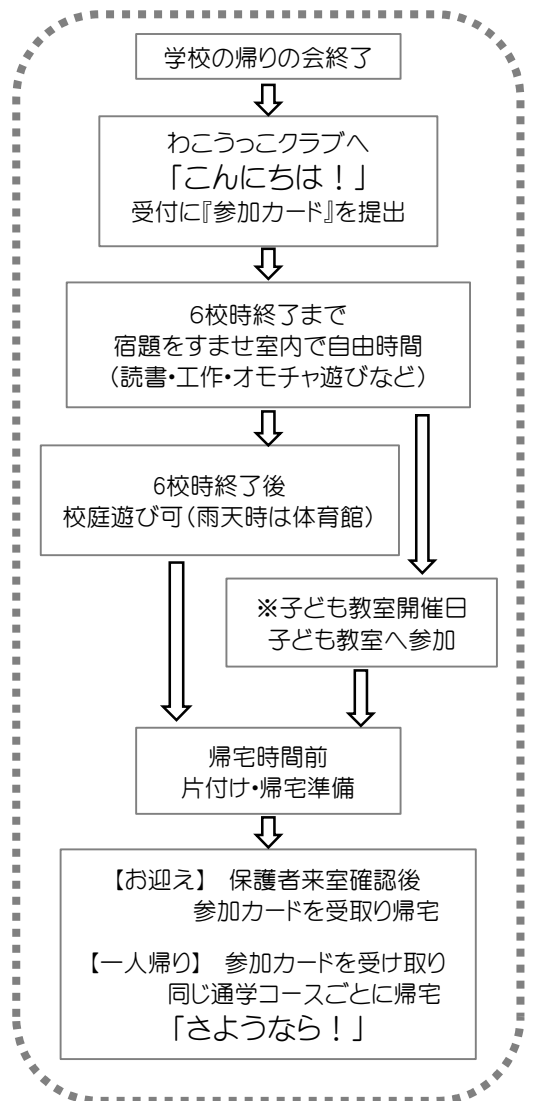 学校の帰りの会終了
わこうっこクラブへ
「こんにちは！」
受付に『参加カード』を提出
6校時終了まで
宿題をすませ室内で自由時間
（読書・工作・オモチャ遊びなど）
6校時終了後
校庭遊び可（雨天時は体育館）
※子ども教室開催日
子ども教室へ参加
帰宅時間前
片付け・帰宅準備
【お迎え】 保護者来室確認後
参加カードを受取り帰宅
【一人帰り】 参加カードを受け取り
同じ通学コースごとに帰宅
「さようなら！」